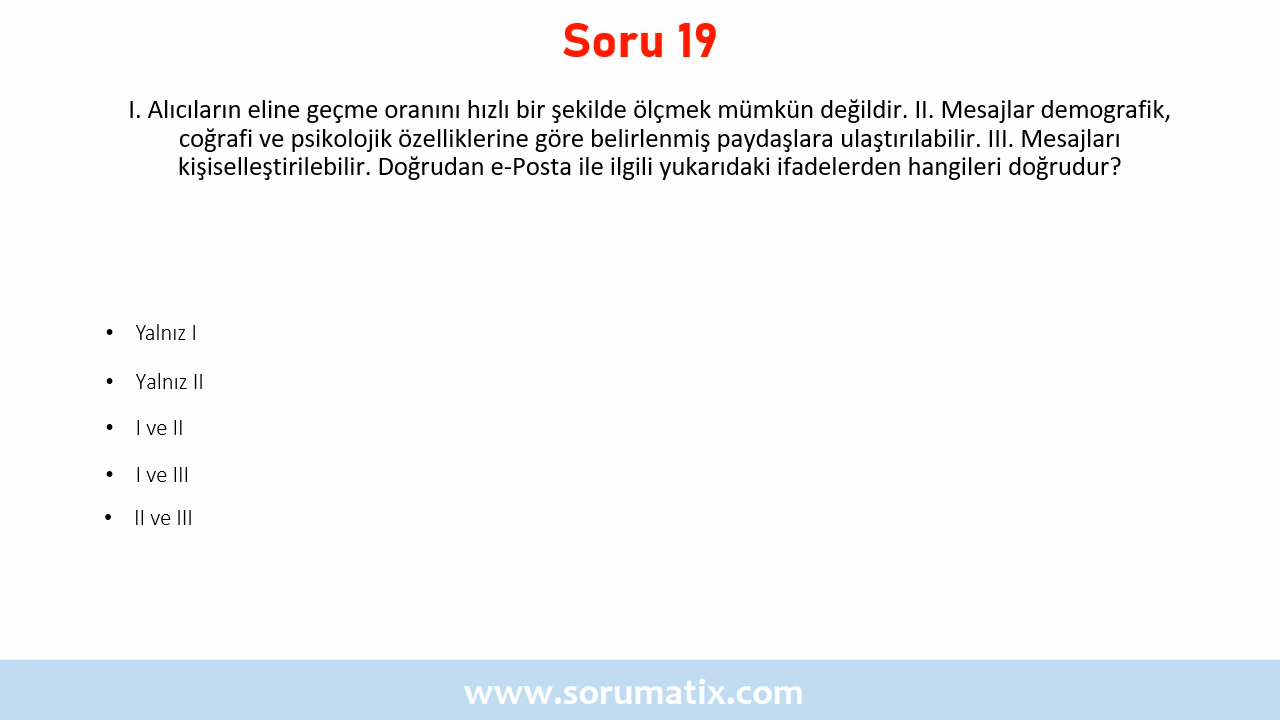 Soru 19
I. Alıcıların eline geçme oranını hızlı bir şekilde ölçmek mümkün değildir. II. Mesajlar demografik,
coğrafi ve psikolojik özelliklerine göre belirlenmiş paydaşlara ulaştırılabilir. III. Mesajları
kişiselleştirilebilir. Doğrudan e-Posta ile ilgili yukarıdaki ifadelerden hangileri doğrudur?
• Yalnız I
• Yalnız II
• I ve II
• I ve III
• II ve III
www.sorumatix.com